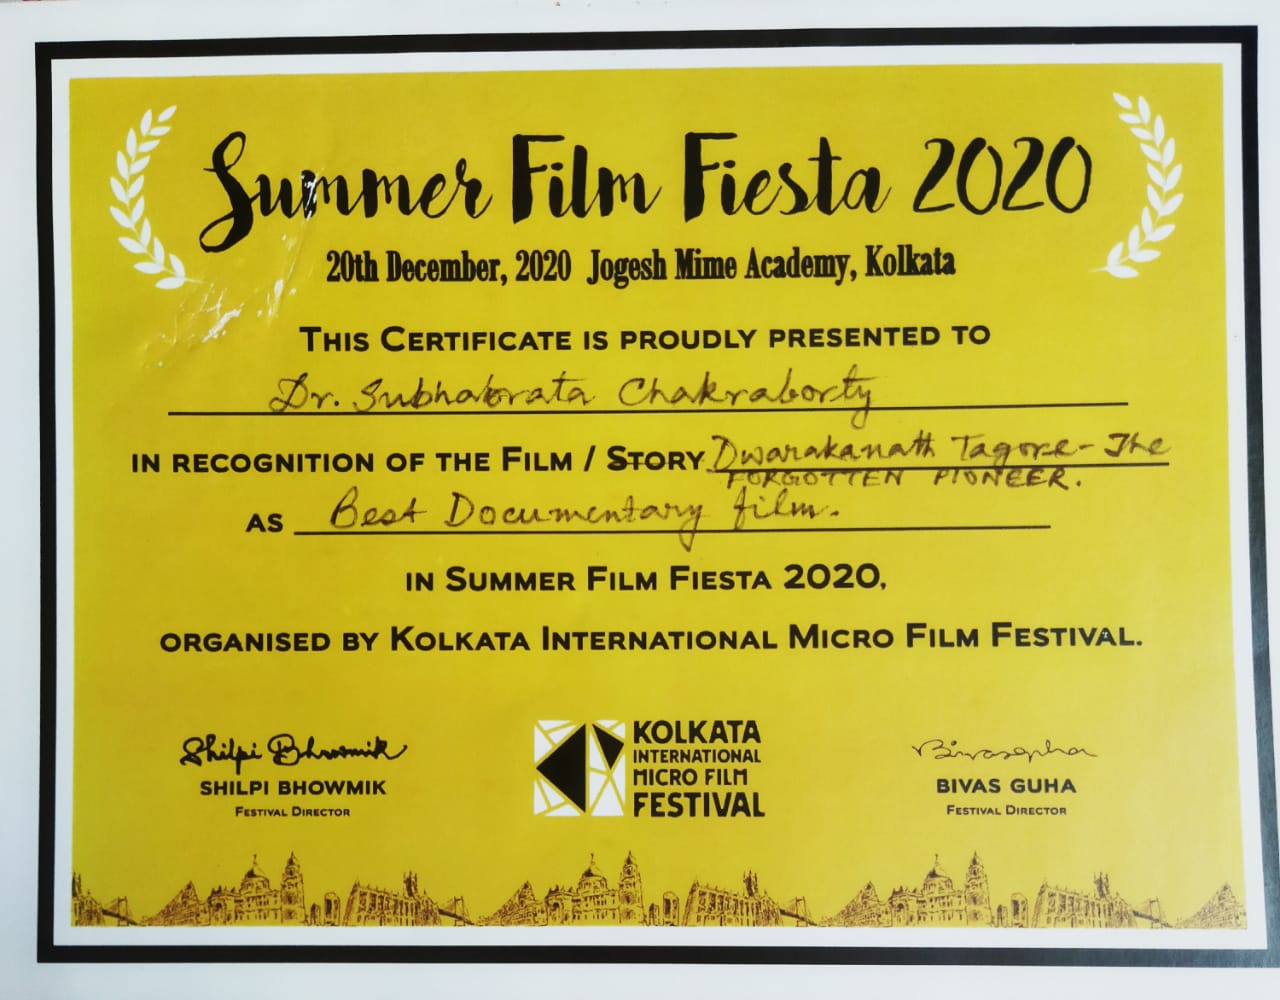 Summer Film Fiesta 2020
20th December, 2020 Jogesh Mime Academy, Kolkata
THIS CERTIFICATE IS PROUDLY PRESENTED TO
Dr. Subhabrata Chakraborty
IN RECOGNITION OF THE FILM / STORY Dwarakanath Tagore - The
FORGOTTEN PIONEER.
AS Best Documentary film.
IN SUMMER FILM FIESTA 2020,
ORGANISED BY KOLKATA INTERNATIONAL MICRO FILM FESTIVAL.
Shilpi Bhowmik
SHILPI BHOWMIK
FESTIVAL DIRECTOR
KOLKATA
INTERNATIONAL
MICRO FILM
FESTIVAL
Bivasguha
BIVAS GUHA
FESTIVAL DIRECTOR